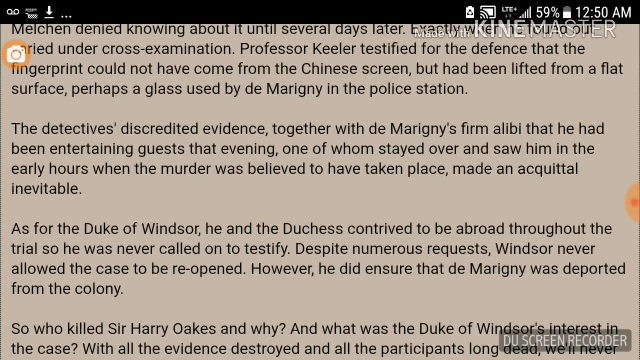 59% 12:50 AM
LTE+
Made with KINEMASTER
Melchen denied knowing about it until several days later. Exactly
under cross-examination. Professor Keeler testified for the defence that the
fingerprint could not have come from the Chinese screen, but had been lifted from a flat
surface, perhaps a glass used by de Marigny in the police station.
The detectives' discredited evidence, together with de Marigny's firm alibi that he had
been entertaining guests that evening, one of whom stayed over and saw him in the
early hours when the murder was believed to have taken place, made an acquittal
inevitable.
As for the Duke of Windsor, he and the Duchess contrived to be abroad throughout the
trial so he was never called on to testify. Despite numerous requests, Windsor never
allowed the case to be re-opened. However, he did ensure that de Marigny was deported
from the colony.
So who killed Sir Harry Oakes and why? And what was the Duke of Windsor's interest in
the case? With all the evidence destroyed and all the participants long dead, we'll never
DU SCREEN RECORDER